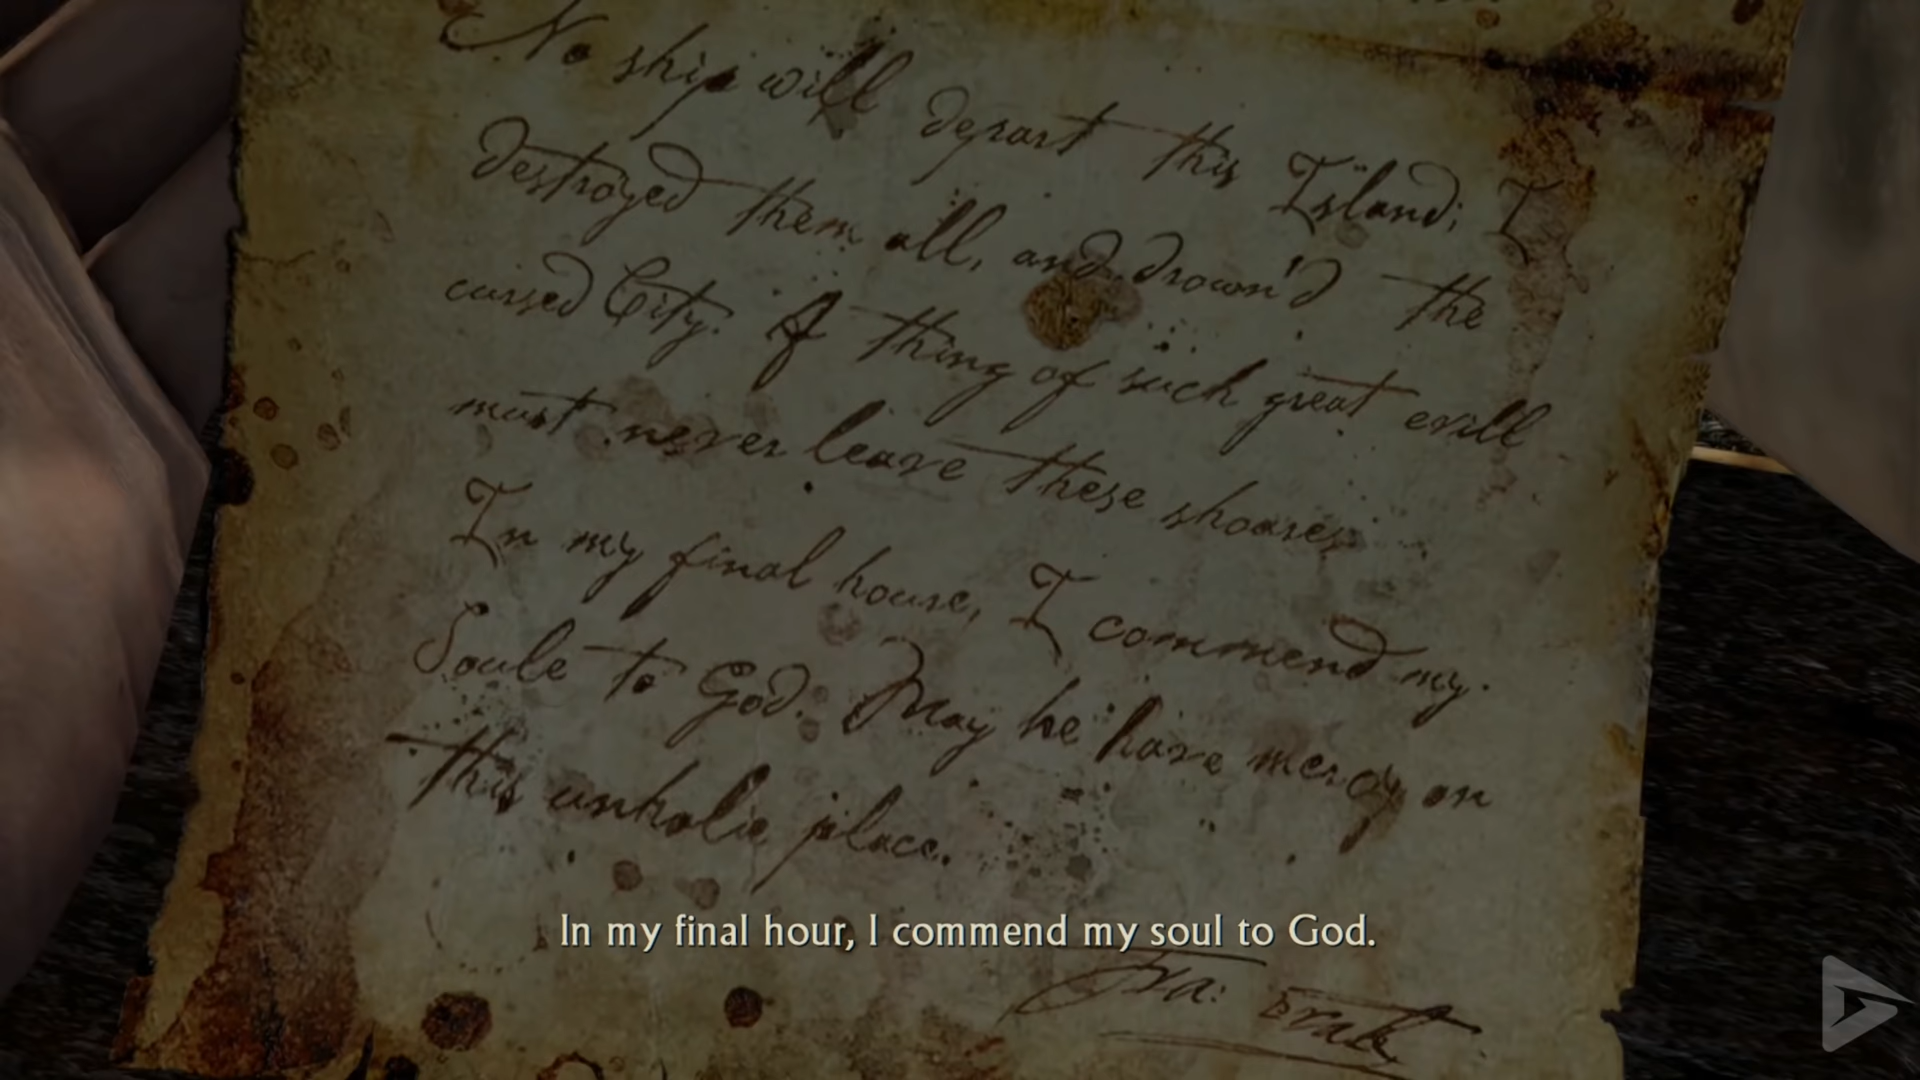 No ship will depart this Island; I
destroyed them all, and drown'd the
cursed City. A thing of such great evill
must never leave these shoares
In my final houre, I commend my
Soule to God. May he have mercy on
this unholie place.
In my final hour, I commend my soul to God.
Fra: Drake